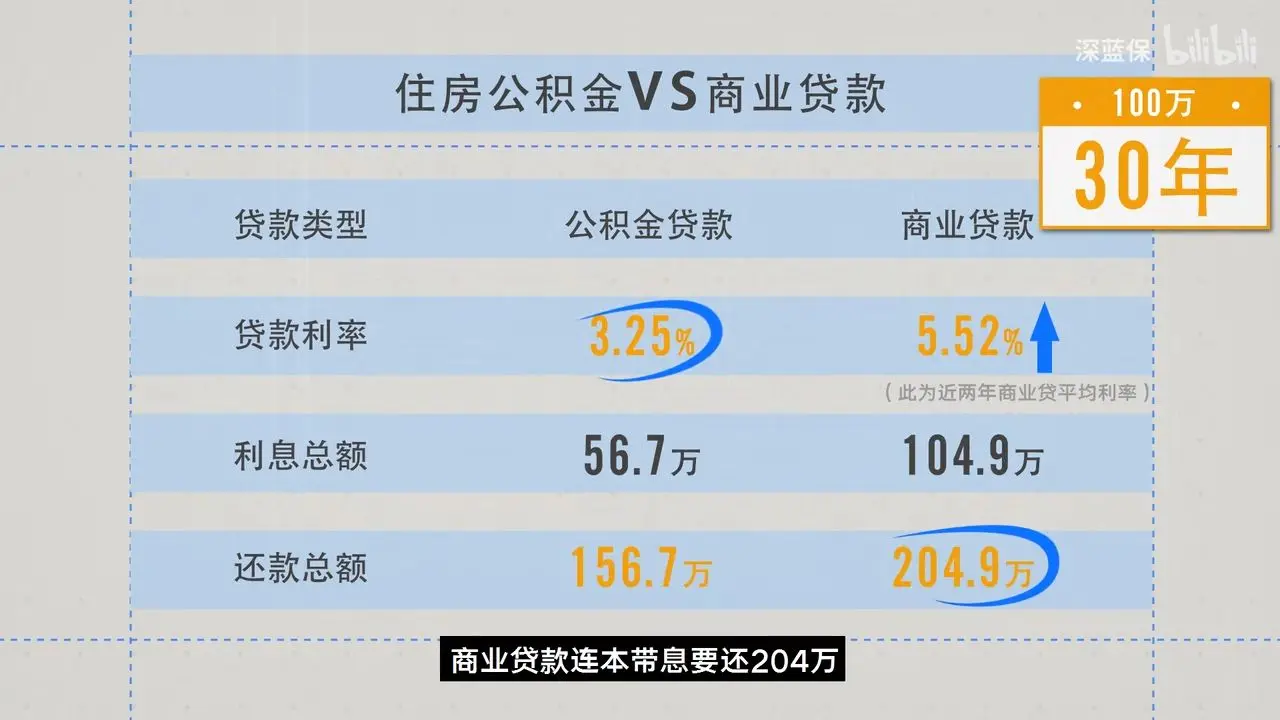 深蓝保 bilibili
住房公积金VS商业贷款
· 100万 ·
30年
贷款类型 公积金贷款 商业贷款
贷款利率 3.25% 5.52%
（此为近两年商业贷平均利率）
利息总额 56.7万 104.9万
还款总额 156.7万 204.9万
商业贷款连本带息要还204万